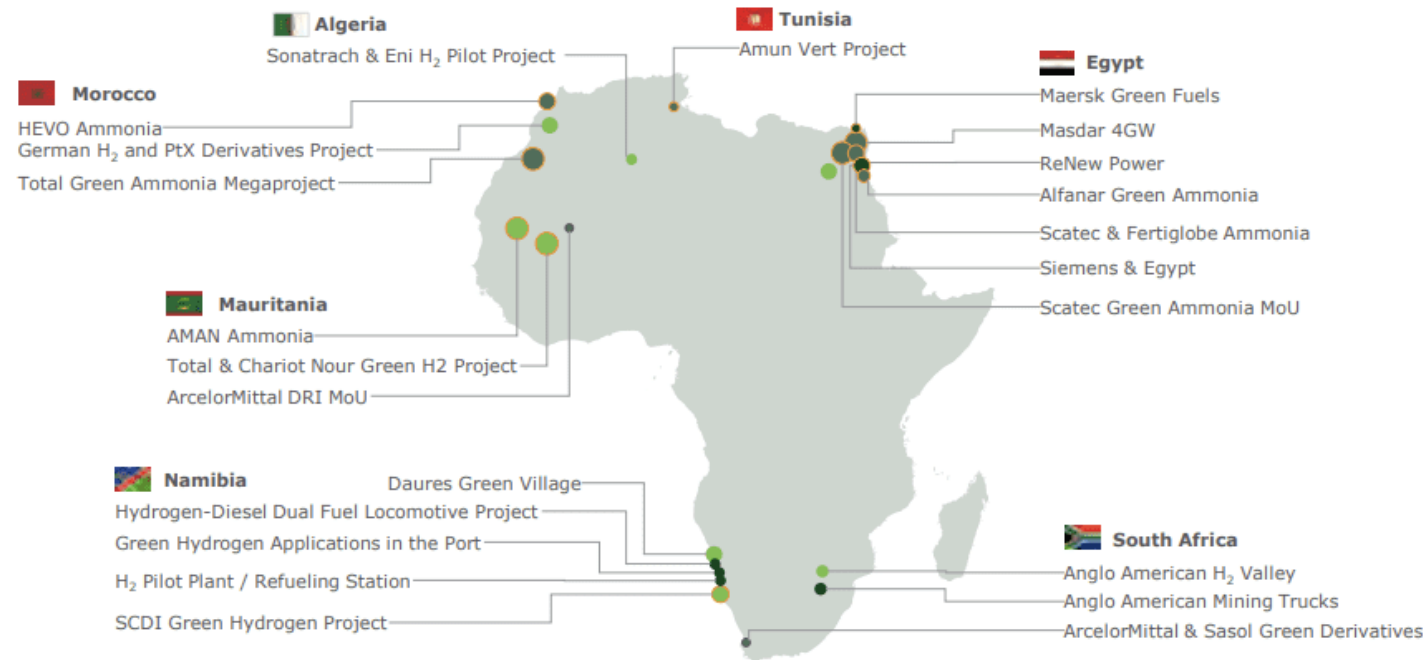 Algeria
Sonatrach & Eni H₂ Pilot Project
Tunisia
Amun Vert Project
Egypt
Maersk Green Fuels
Masdar 4GW
ReNew Power
Alfanar Green Ammonia
Scatec & Fertiglobe Ammonia
Siemens & Egypt
Scatec Green Ammonia MoU
Morocco
HEVO Ammonia
German H₂ and PtX Derivatives Project
Total Green Ammonia Megaproject
Mauritania
AMAN Ammonia
Total & Chariot Nour Green H2 Project
ArcelorMittal DRI MoU
Namibia
Daures Green Village
Hydrogen-Diesel Dual Fuel Locomotive Project
Green Hydrogen Applications in the Port
H₂ Pilot Plant / Refueling Station
SCDI Green Hydrogen Project
South Africa
Anglo American H₂ Valley
Anglo American Mining Trucks
ArcelorMittal & Sasol Green Derivatives